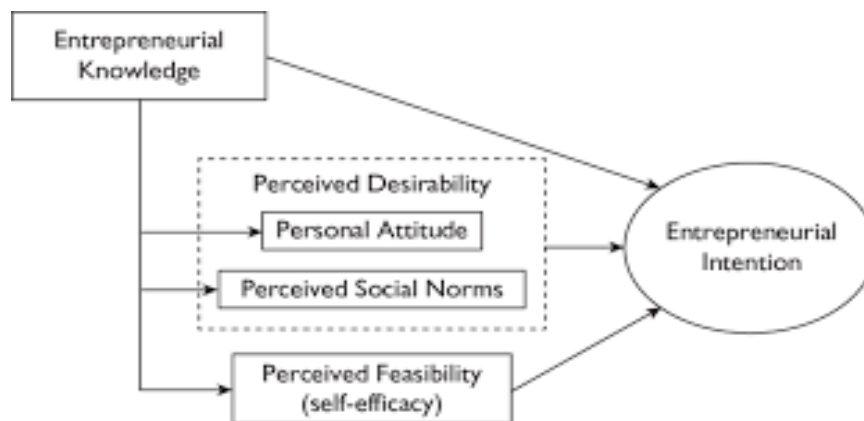 Entrepreneurial
Knowledge
Perceived Desirability
Personal Attitude
Perceived Social Norms
Entrepreneurial
Intention
Perceived Feasibility
(self-efficacy)